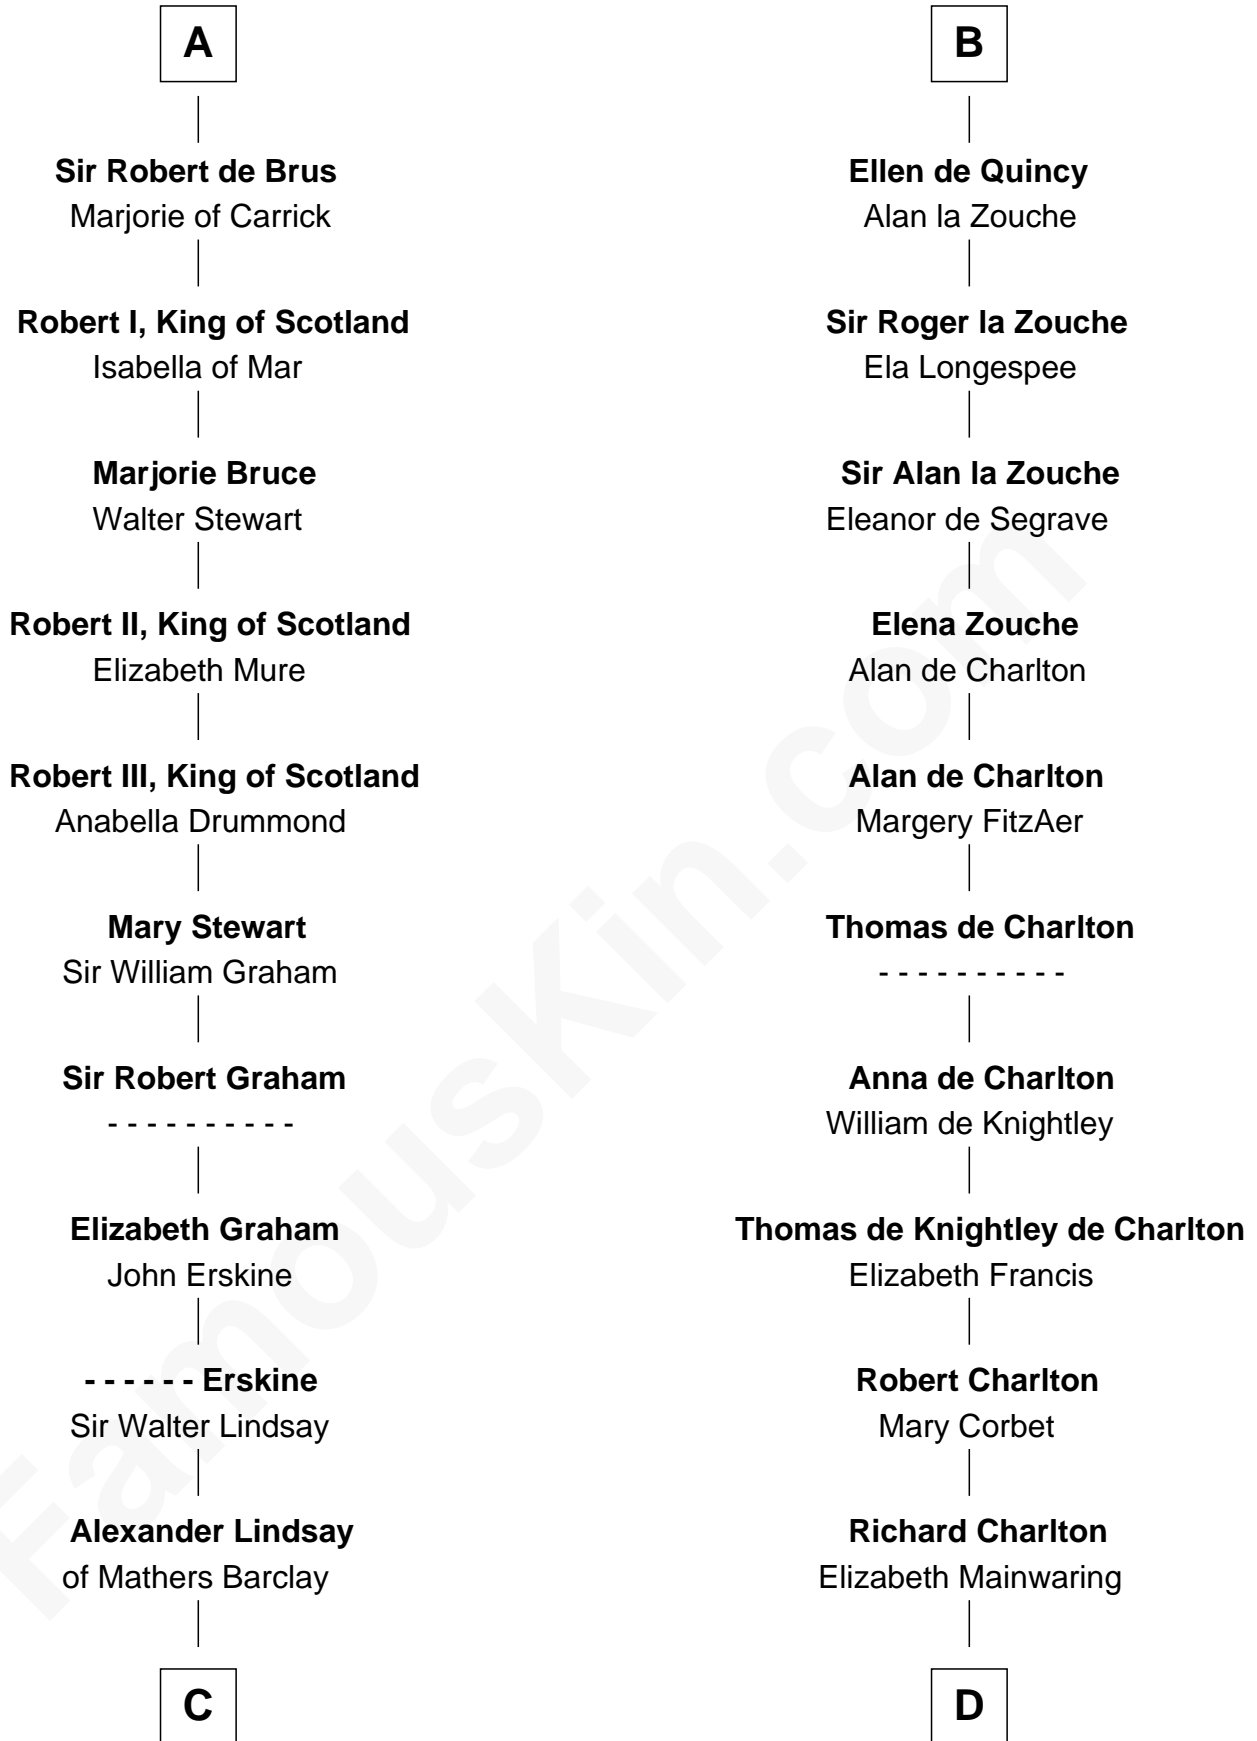 A
Sir Robert de Brus
Marjorie of Carrick
Robert I, King of Scotland
Isabella of Mar
Marjorie Bruce
Walter Stewart
Robert II, King of Scotland
Elizabeth Mure
Robert III, King of Scotland
Anabella Drummond
Mary Stewart
Sir William Graham
Sir Robert Graham
- - - - - - - - - -
Elizabeth Graham
John Erskine
- - - - - - Erskine
Sir Walter Lindsay
Alexander Lindsay
of Mathers Barclay
C
B
Ellen de Quincy
Alan la Zouche
Sir Roger la Zouche
Ela Longespee
Sir Alan la Zouche
Eleanor de Segrave
Elena Zouche
Alan de Charlton
Alan de Charlton
Margery FitzAer
Thomas de Charlton
- - - - - - - - - -
Anna de Charlton
William de Knightley
Thomas de Knightley de Charlton
Elizabeth Francis
Robert Charlton
Mary Corbet
Richard Charlton
Elizabeth Mainwaring
D
FamousKin.com